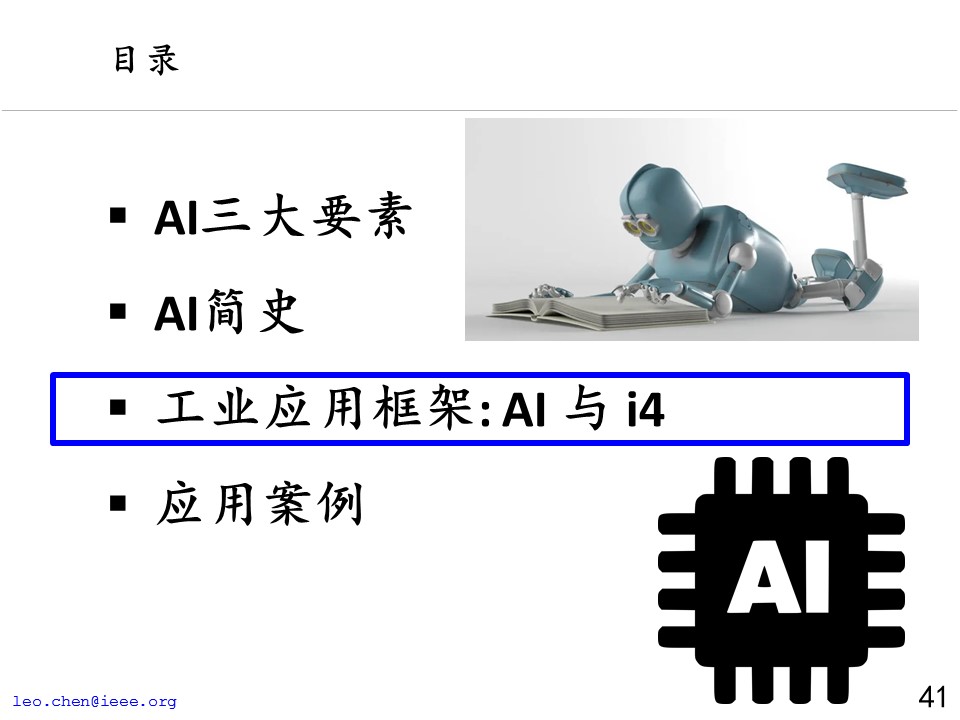 目录
▪ AI三大要素
▪ AI简史
▪ 工业应用框架: AI 与 i4
▪ 应用案例
AI
leo.chen@ieee.org
41